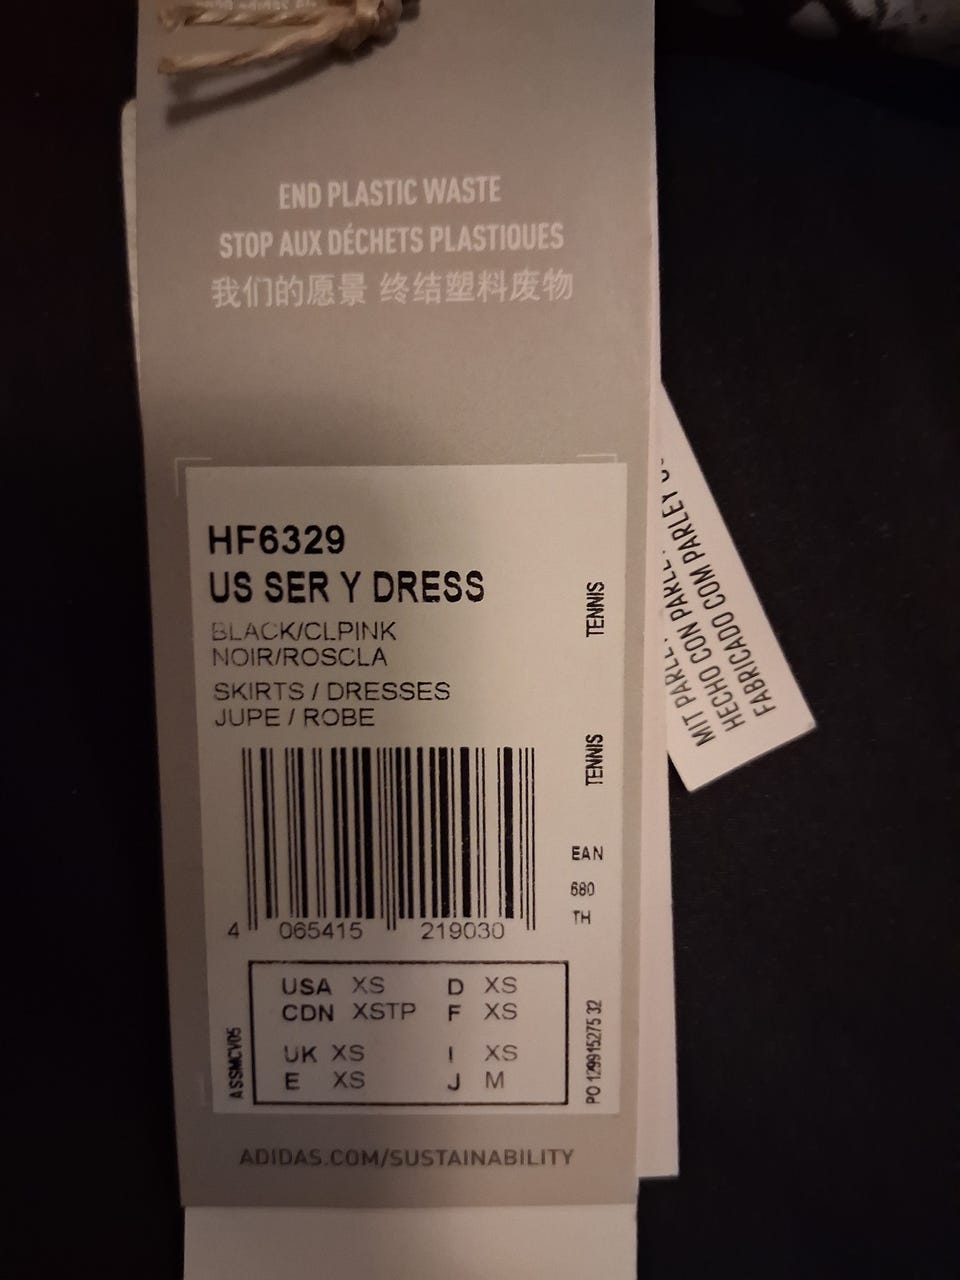 END PLASTIC WASTE
STOP AUX DÉCHETS PLASTIQUES
我们的愿景 终结塑料废物
HF6329
US SER Y DRESS
BLACK/CLPINK
NOIR/ROSCLA
SKIRTS / DRESSES
JUPE / ROBE
TENNIS
TENNIS
EAN
680
TH
4 065415 219030
USA XS D XS
CDN XSTP F XS
UK XS I XS
E XS J M
ASSMCV05
PO 129915275 32
ADIDAS.COM/SUSTAINABILITY
MIT PARLEY
HECHO CON PARLEY
FABRICADO COM PARLEY